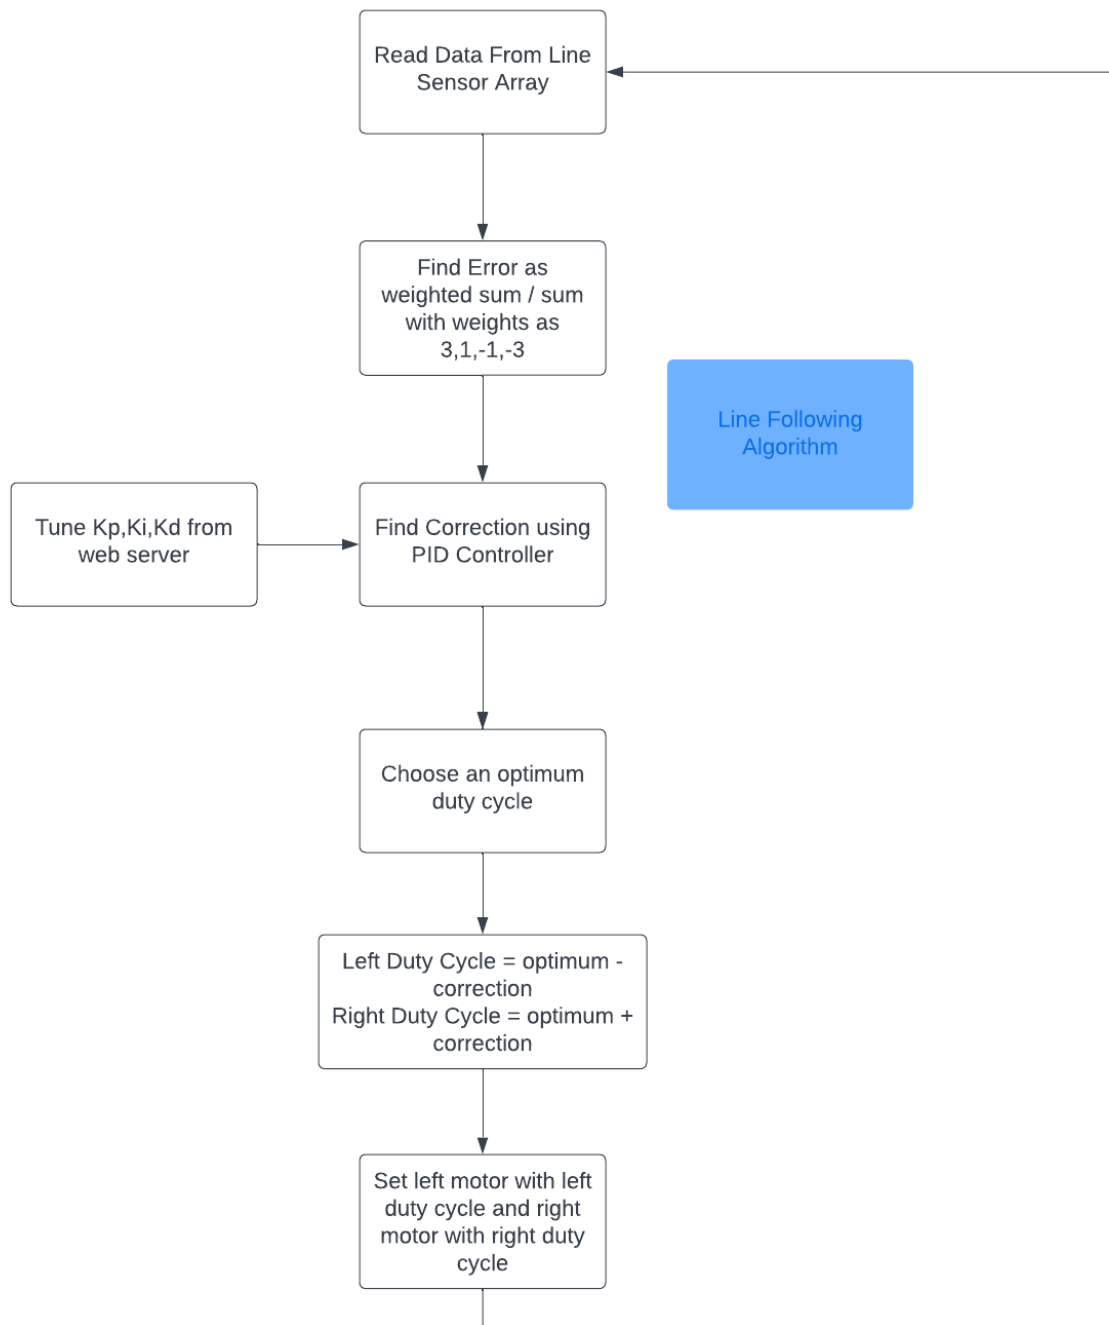 Read Data From Line
Sensor Array
Find Error as
weighted sum / sum
with weights as
3,1,-1,-3
Line Following
Algorithm
Tune Kp,Ki,Kd from
web server
Find Correction using
PID Controller
Choose an optimum
duty cycle
Left Duty Cycle = optimum -
correction
Right Duty Cycle = optimum +
correction
Set left motor with left
duty cycle and right
motor with right duty
cycle